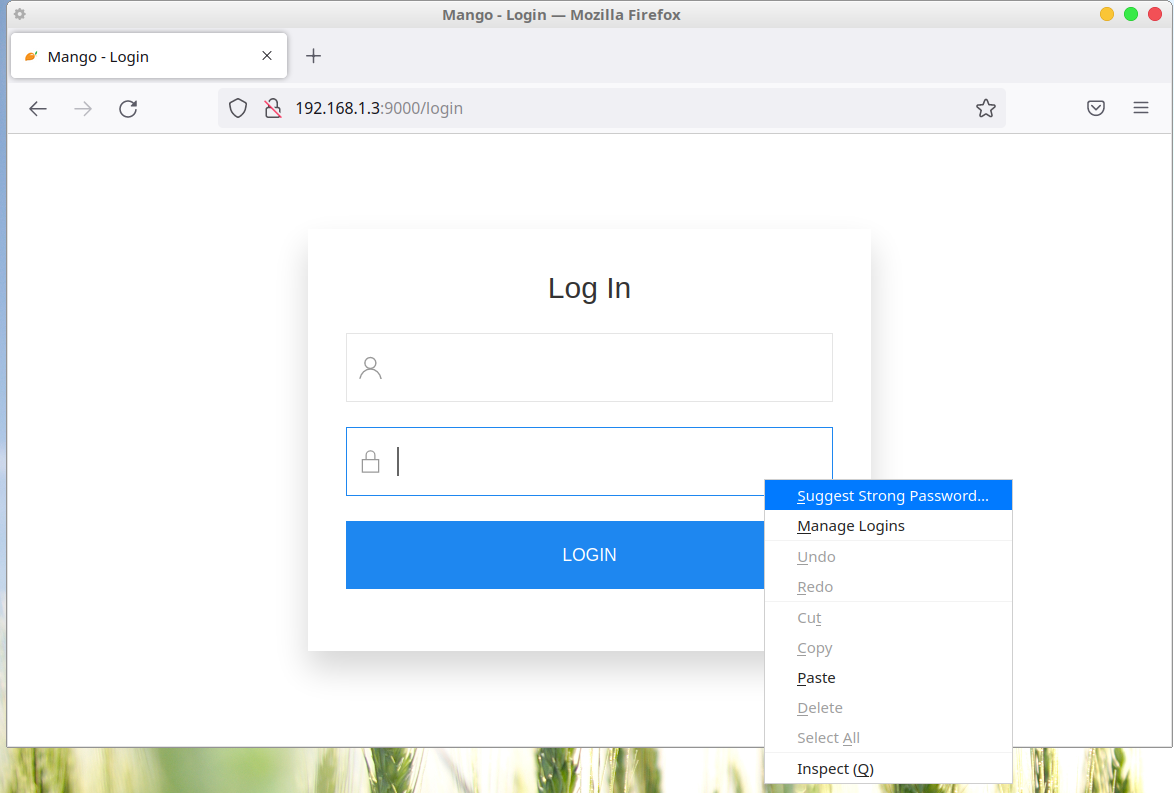 Mango - Login — Mozilla Firefox
Mango - Login
192.168.1.3:9000/login
Log In
LOGIN
Suggest Strong Password...
Manage Logins
Undo
Redo
Cut
Copy
Paste
Delete
Select All
Inspect (Q)